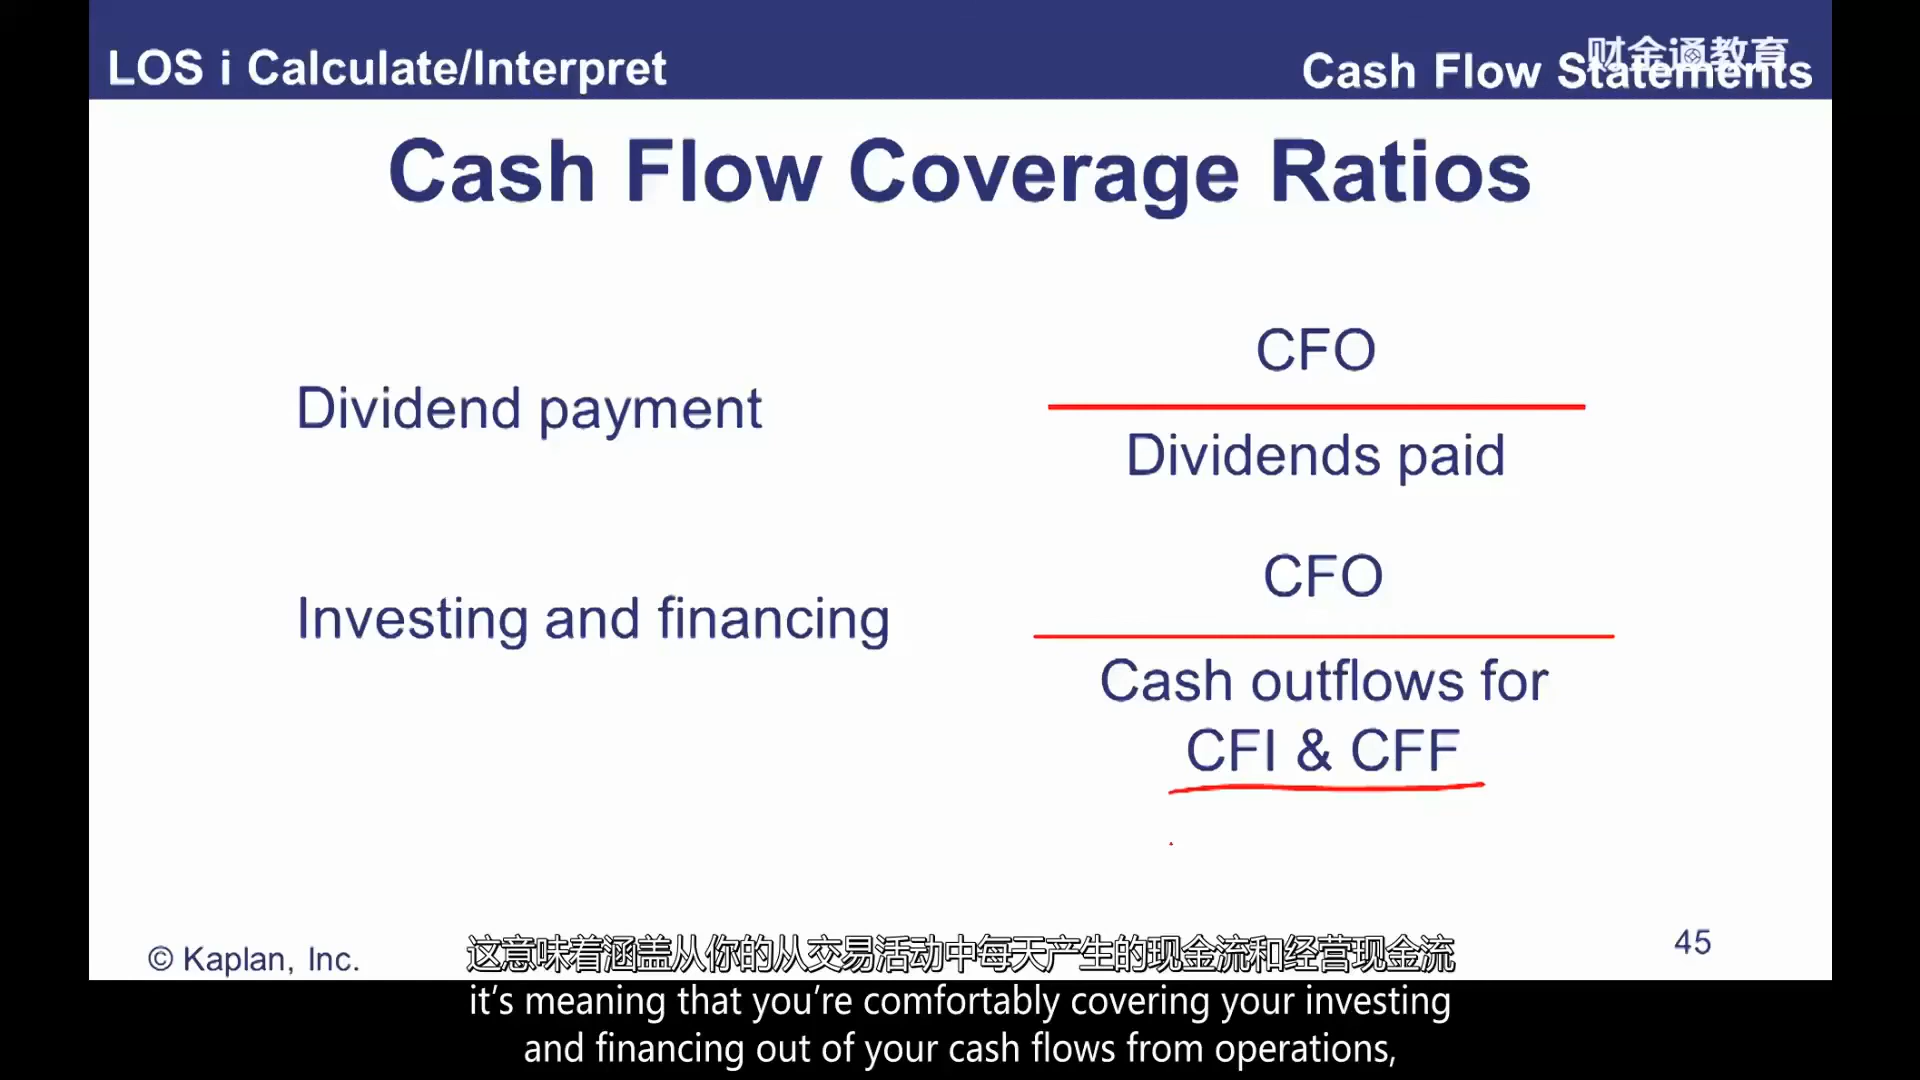 LOS i Calculate/Interpret
财金通教育
Cash Flow Statements
Cash Flow Coverage Ratios
Dividend payment
CFO
Dividends paid
Investing and financing
CFO
Cash outflows for
CFI & CFF
© Kaplan, Inc.
45
这意味着涵盖从你的从交易活动中每天产生的现金流和经营现金流
it's meaning that you're comfortably covering your investing
and financing out of your cash flows from operations,